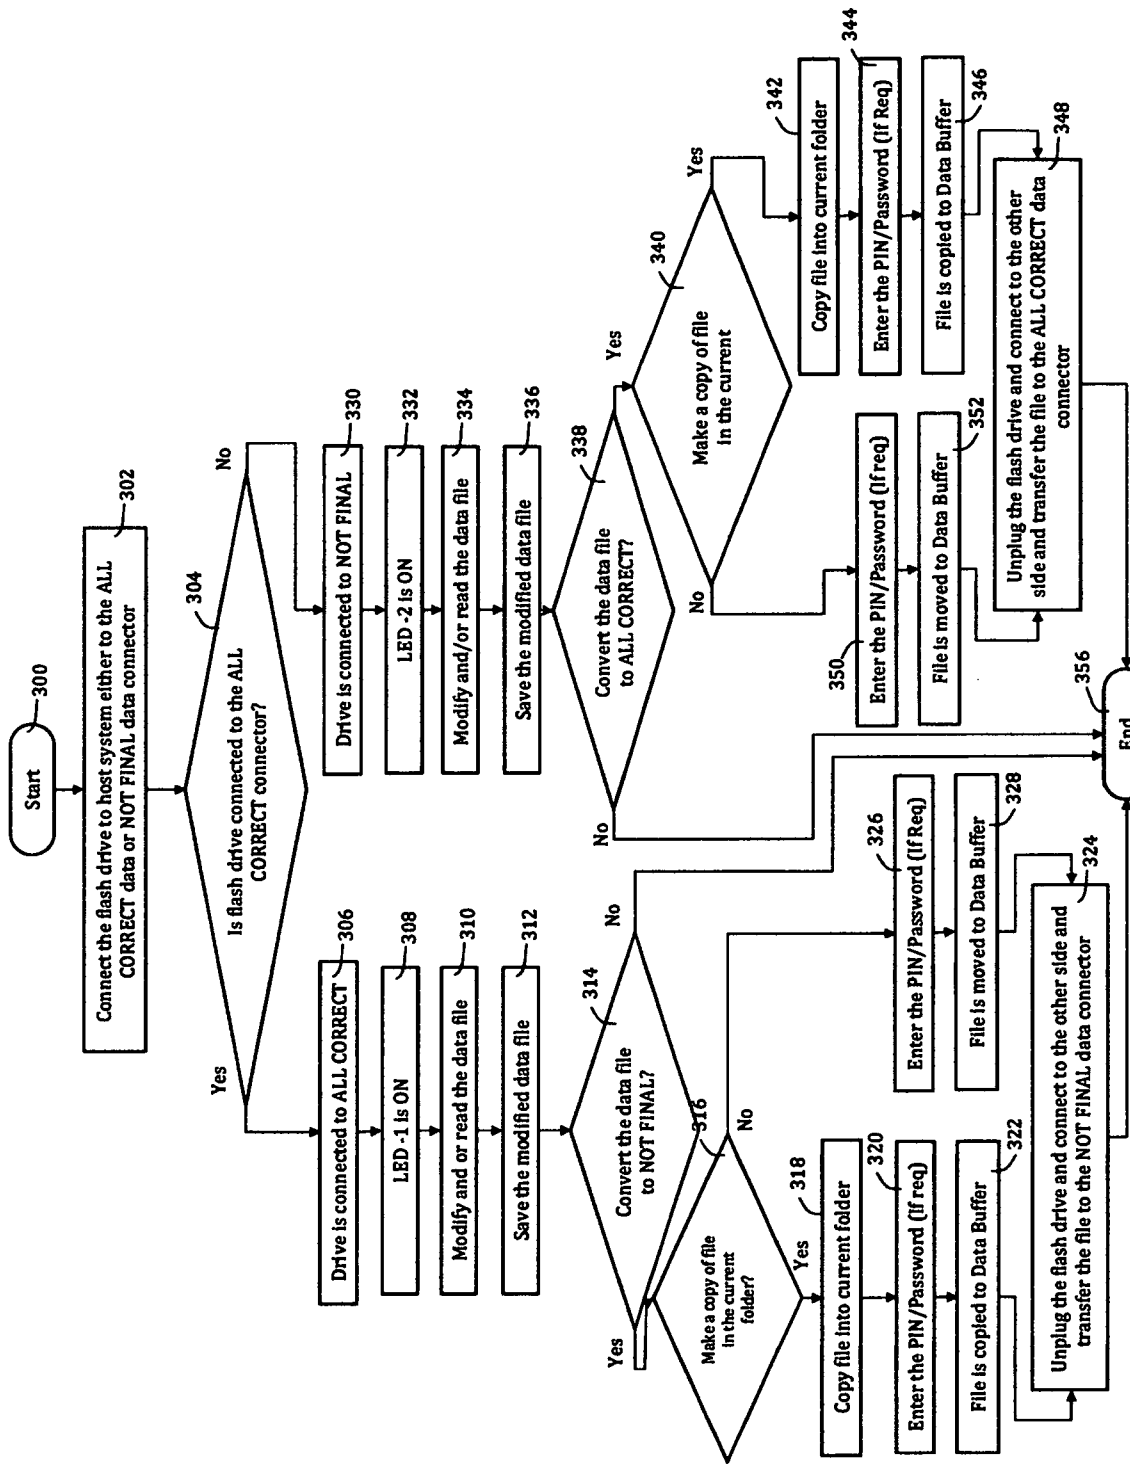 Start
300
Connect the flash drive to host system either to the ALL
CORRECT data or NOT FINAL data connector
302
304
Is flash drive connected to the ALL
CORRECT connector?
Yes
No
Drive is connected to ALL CORRECT
306
LED -1 is ON
308
Modify and or read the data file
310
Save the modified data file
312
314
Convert the data file
to NOT FINAL?
Yes
No
316
Make a copy of file
in the current
folder?
No
Yes
318
Copy file into current folder
320
Enter the PIN/Password (If req)
322
File is copied to Data Buffer
326
Enter the PIN/Password (If Req)
328
File is moved to Data Buffer
324
Unplug the flash drive and connect to the other side and
transfer the file to the NOT FINAL data connector
Drive is connected to NOT FINAL
330
LED -2 is ON
332
Modify and/or read the data file
334
Save the modified data file
336
338
Convert the data file
to ALL CORRECT?
No
Yes
340
Make a copy of file
in the current
No
Yes
350
Enter the PIN/Password (If req)
352
File is moved to Data Buffer
342
Copy file into current folder
344
Enter the PIN/Password (If Req)
346
File is copied to Data Buffer
348
Unplug the flash drive and connect to the other
side and transfer the file to the ALL CORRECT data
connector
356
End